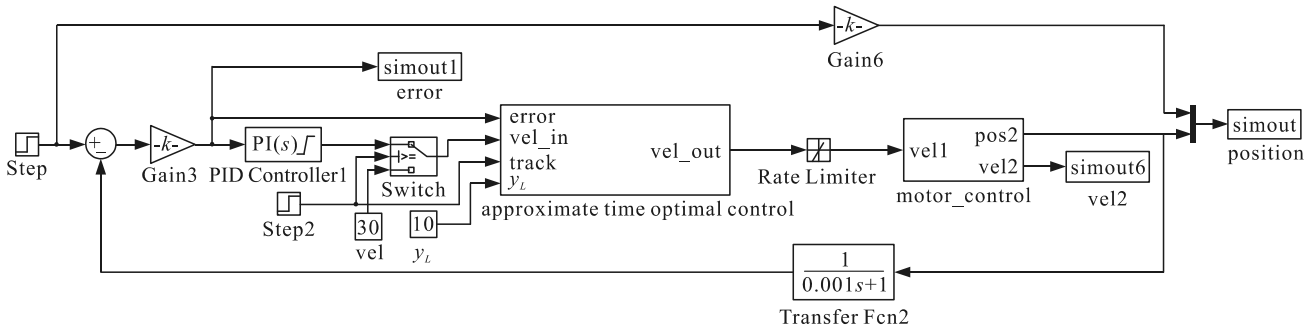 -k-
Gain6
simout1
error
Step
+
-
-k-
Gain3
PI(s)
PID Controller1
>=
Switch
Step2
30
vel
10
y_L
error
vel_in
track
y_L
vel_out
approximate time optimal control
Rate Limiter
vel1
pos2
vel2
motor_control
simout
position
simout6
vel2
1
0.001s+1
Transfer Fcn2